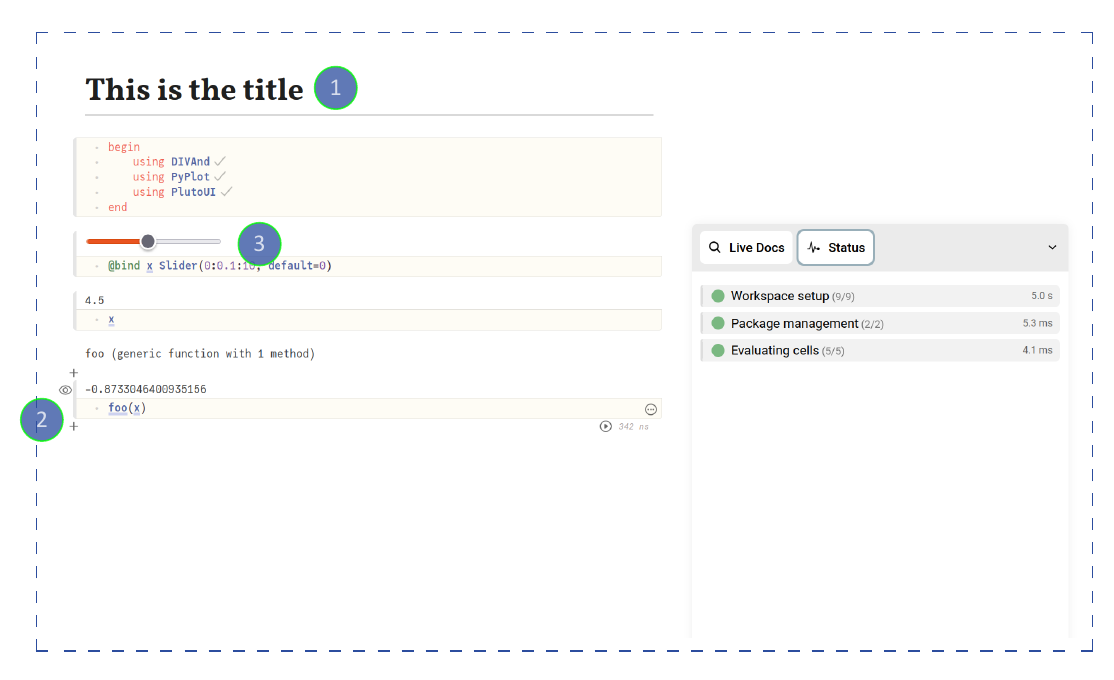 This is the title 1
begin
using DIVAnd
using PyPlot
using PlutoUI
end
3
@bind x Slider(0:0.1:10, default=0)
4.5
x
foo (generic function with 1 method)
-0.8733046400935156
foo(x)
2
342 ns
Live Docs Status
Workspace setup (9/9) 5.0 s
Package management (2/2) 5.3 ms
Evaluating cells (5/5) 4.1 ms